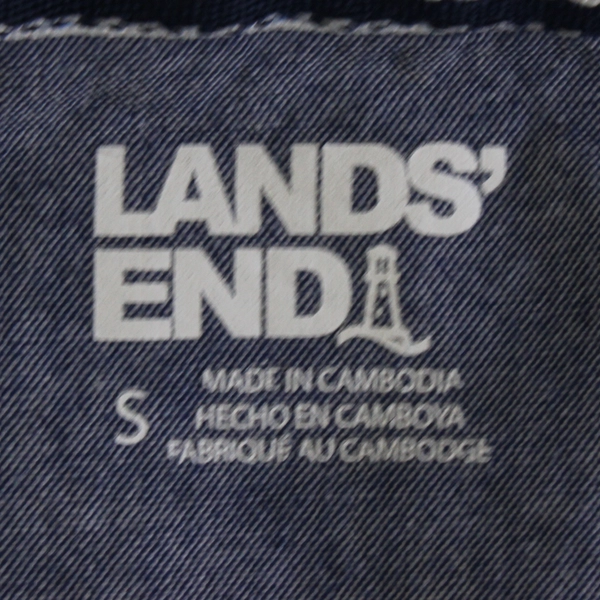 LANDS'
END
S
MADE IN CAMBODIA
HECHO EN CAMBOYA
FABRIQUÉ AU CAMBODGE